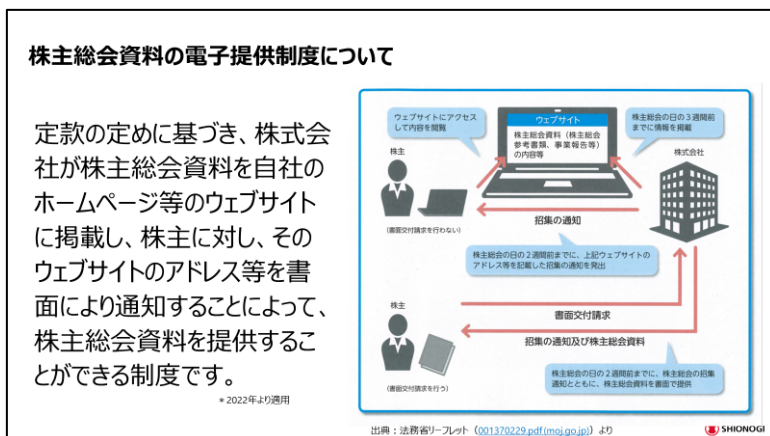 株主総会資料の電子提供制度について
定款の定めに基づき、株式会
社が株主総会資料を自社の
ホームページ等のウェブサイト
に掲載し、株主に対し、その
ウェブサイトのアドレス等を書
面により通知することによって、
株主総会資料を提供するこ
とができる制度です。
*2022年より適用
ウェブサイトにアクセス
して内容を閲覧
ウェブサイト
株主総会資料（株主総会
参考書類、事業報告等）
の内容等
株主総会の日の3週間前
までに情報を掲載
株主
株式会社
（書面交付請求を行わない）
招集の通知
株主総会の日の2週間前までに、上記ウェブサイトの
アドレス等を記載した招集の通知を発出
株主
書面交付請求
招集の通知及び株主総会資料
（書面交付請求を行う）
株主総会の日の2週間前までに、株主総会の招集
通知とともに、株主総会資料を書面で提供
出典：法務省リーフレット（001370229.pdf(moj.go.jp)）より
SHIONOGI